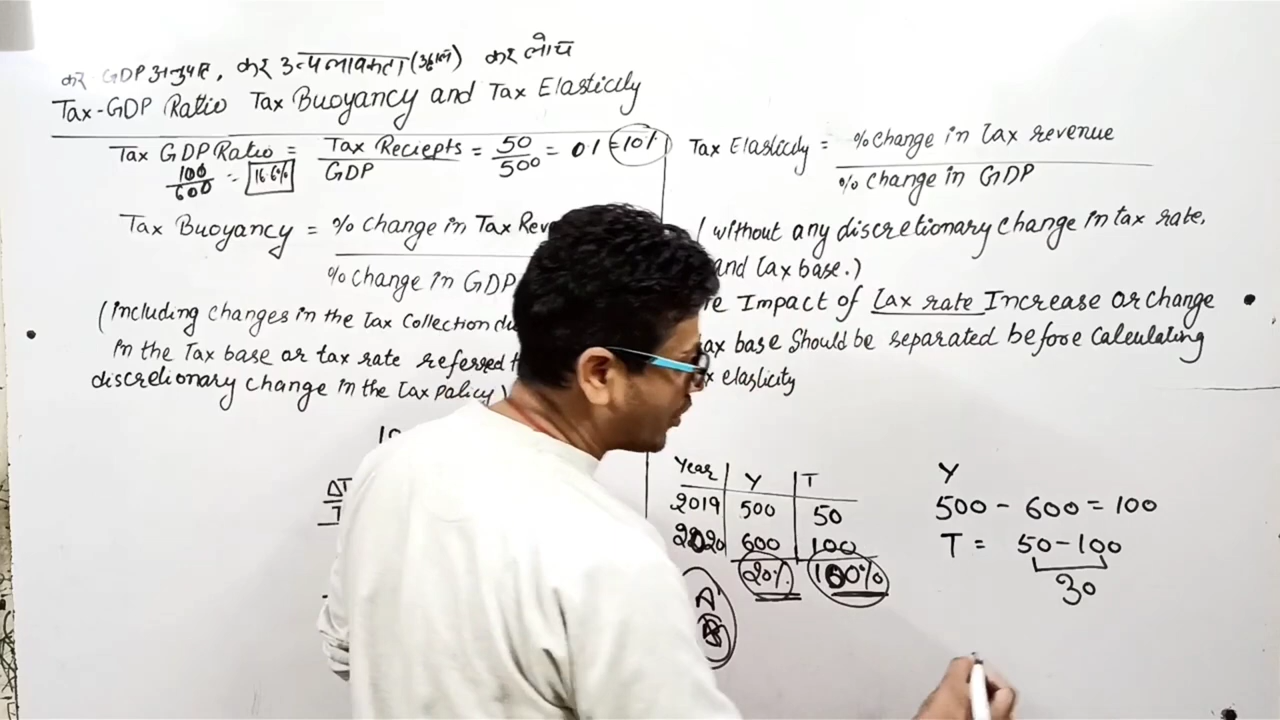 कर GDP अनुपात, कर उत्पलावकता (उछाल) कर लोच
Tax-GDP Ratio Tax Buoyancy and Tax Elasticity
Tax GDP Ratio = Tax Reciepts / GDP = 50/500 = 0.1 = 10%
100/600 = 16.6%
Tax Buoyancy = % change in Tax
% change in GDP
(Including changes in the Tax Collection
in the Tax base or tax rate referred
discretionary change in the Tax Policy)
ΔT
Tax Elasticity = % change in Tax revenue
% change in GDP
( without any discretionary change in tax rate,
and Tax base.)
Impact of Tax rate Increase or change
base Should be separated before Calculating
elasticity
Year Y T
2019 500 50
2020 600 100
20% 100%
Y
500 - 600 = 100
T = 50 - 100
30